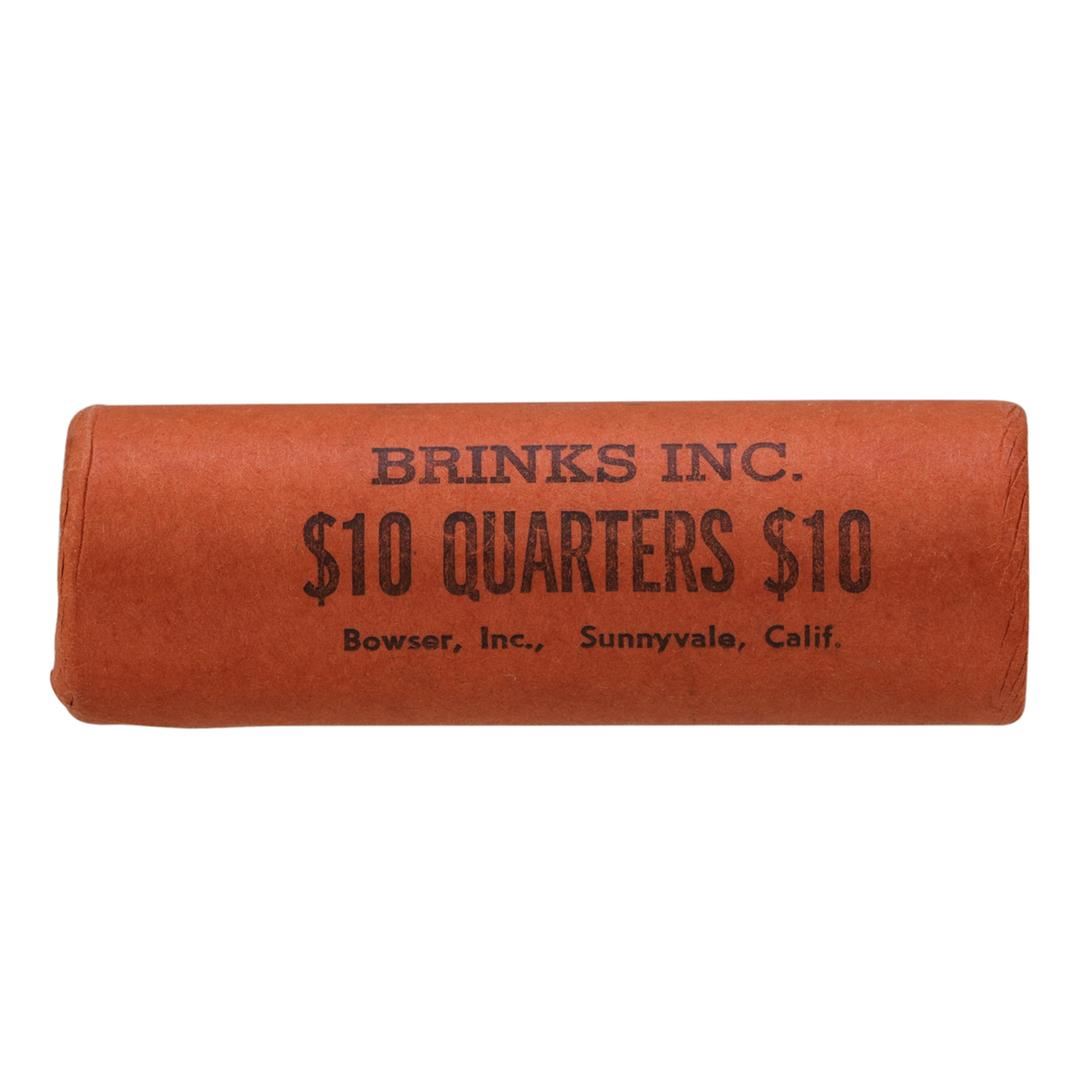 BRINKS INC.
$10 QUARTERS $10
Bowser, Inc., Sunnyvale, Calif.